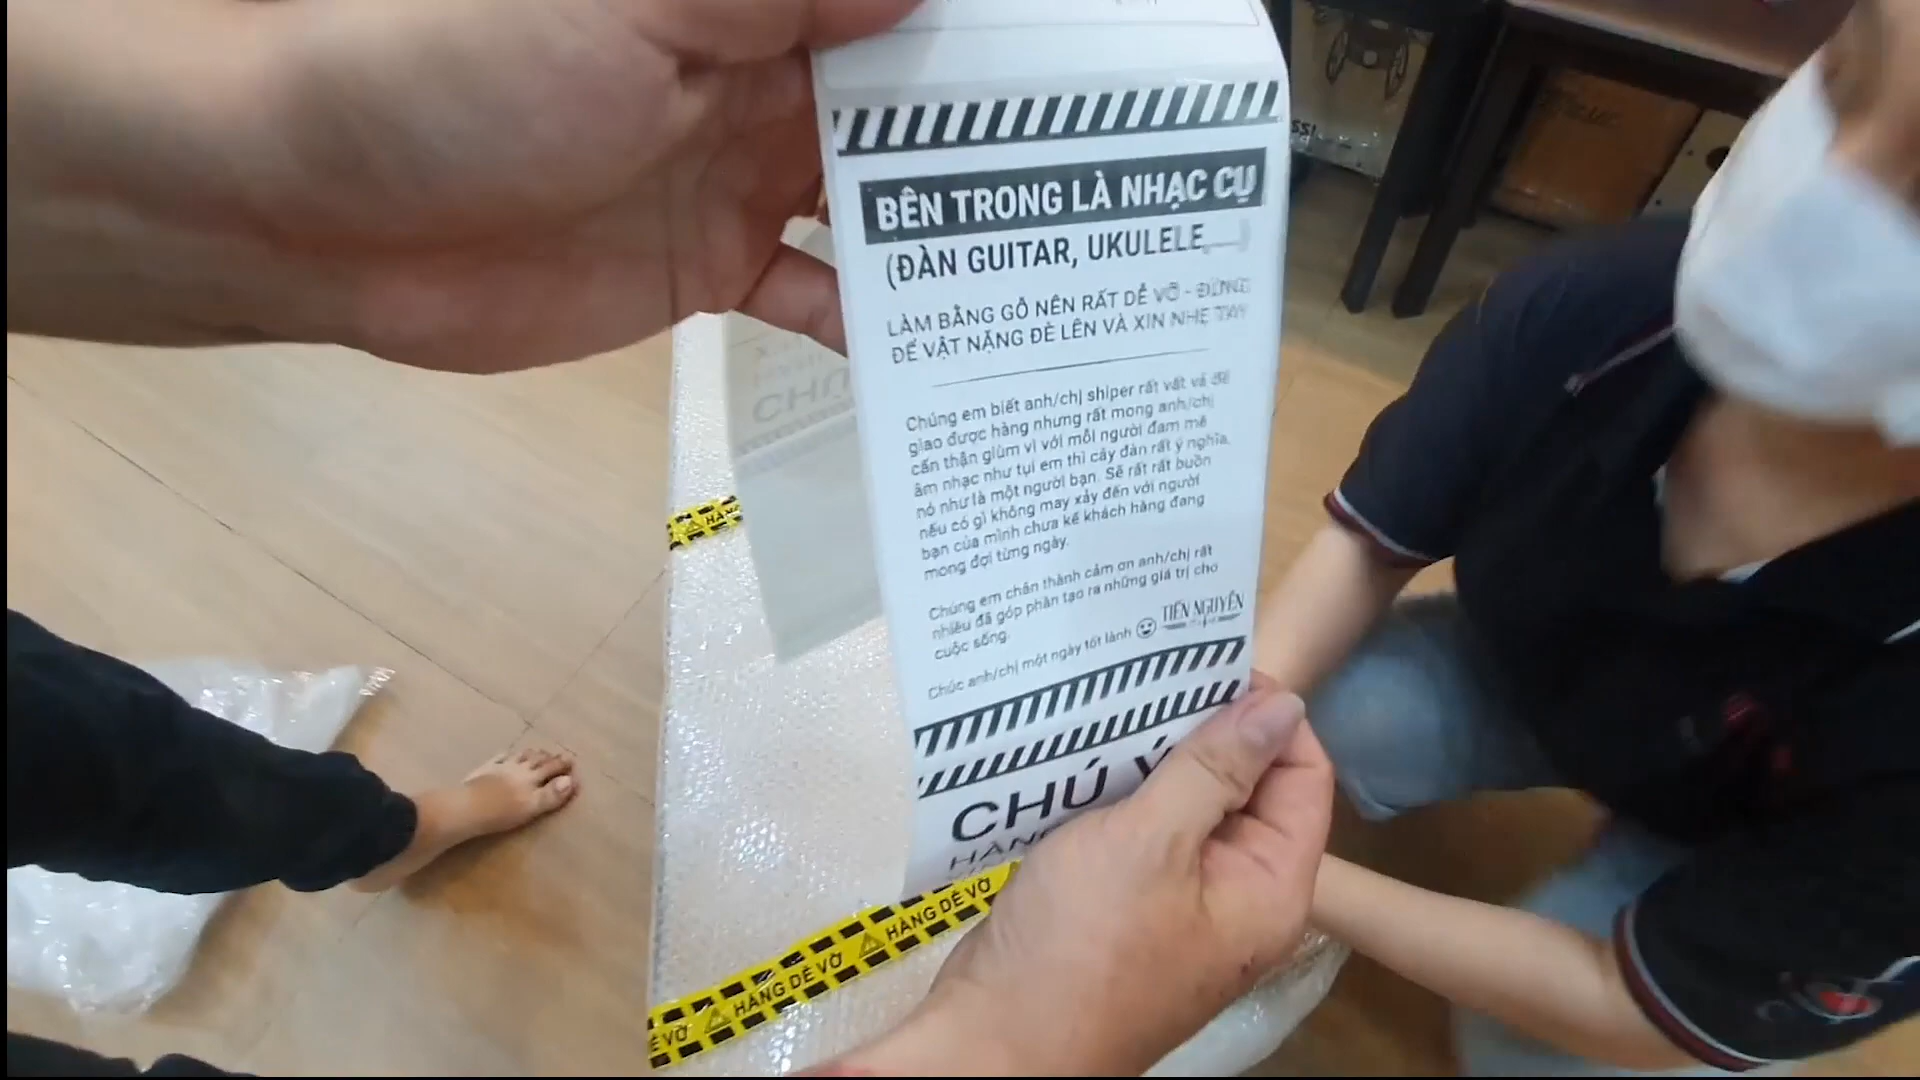 BÊN TRONG LÀ NHẠC CỤ
(ĐÀN GUITAR, UKULELE,....)
LÀM BẰNG GỖ NÊN RẤT DỄ VỠ - ĐỪNG
ĐỂ VẬT NẶNG ĐÈ LÊN VÀ XIN NHẸ TAY
Chúng em biết anh/chị shiper rất vất vả để
giao được hàng nhưng rất mong anh/chị
cẩn thận giùm vì với mỗi người đam mê
âm nhạc như tụi em thì cây đàn rất ý nghĩa,
nó như là một người bạn. Sẽ rất rất buồn
nếu có gì không may xảy đến với người
bạn của mình chưa kể khách hàng đang
mong đợi từng ngày.
Chúng em chân thành cảm ơn anh/chị rất
nhiều đã góp phần tạo ra những giá trị cho
cuộc sống.
Chúc anh/chị một ngày tốt lành
TIẾN NGUYỄN
CHÚ Ý
HÀNG
HÀNG DỄ VỠ
HÀNG DỄ VỠ
DỄ VỠ
CHÚ